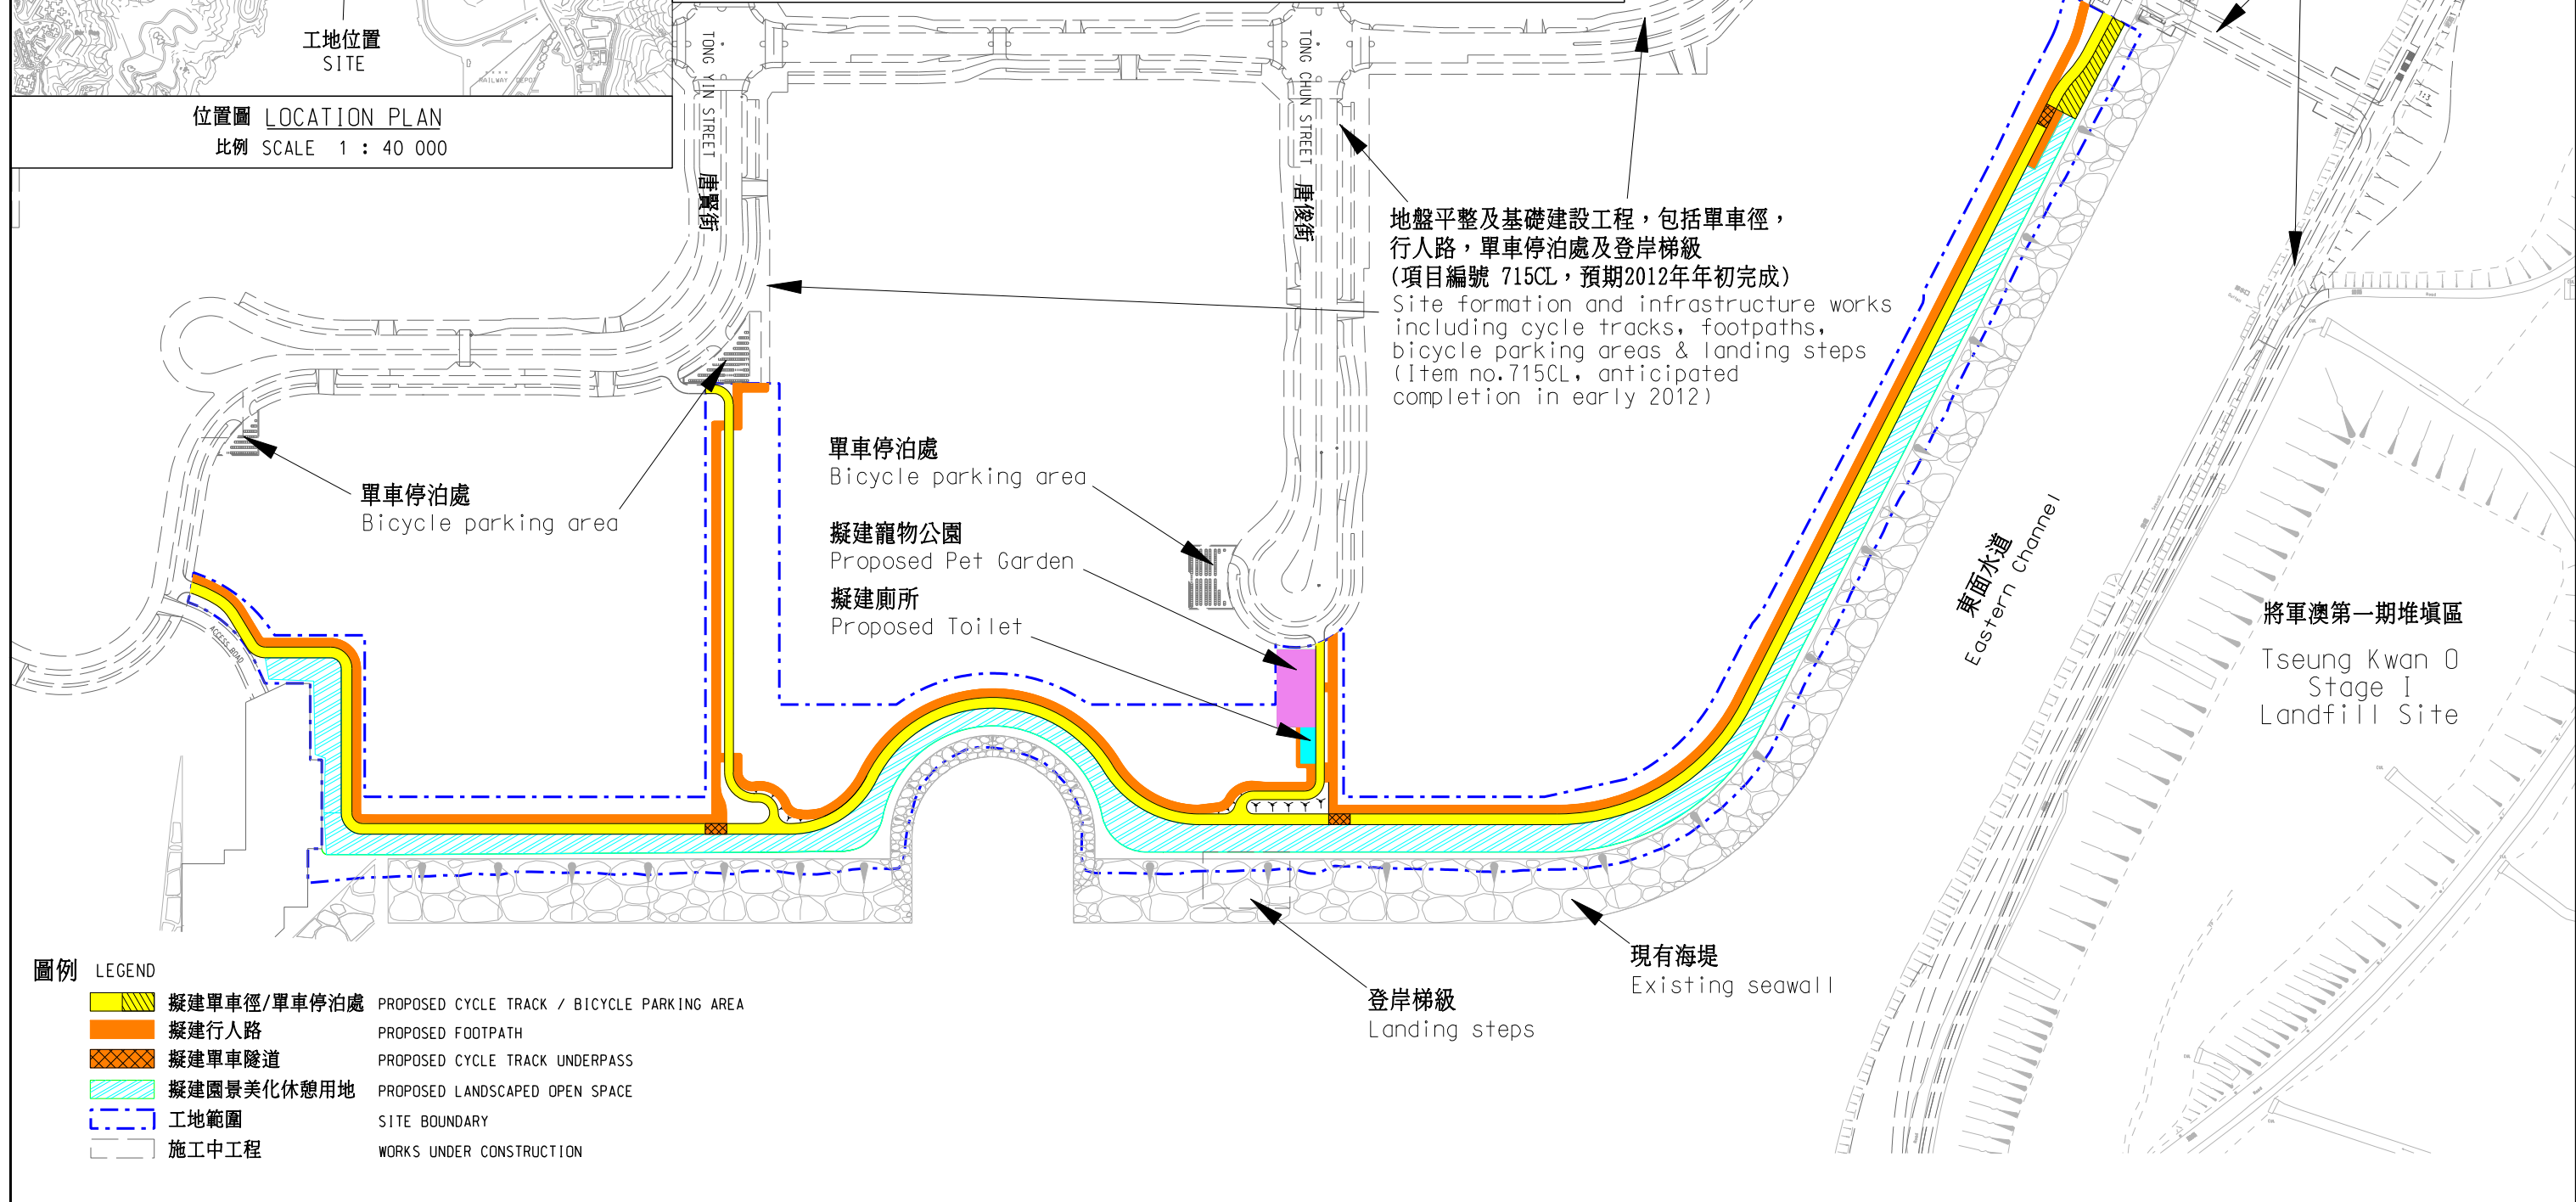 工地位置
SITE
RAILWAY DEPOT
位置圖 LOCATION PLAN
比例 SCALE 1 : 40 000
TONG YIN STREET 唐賢街
TONG CHUN STREET 唐俊街
地盤平整及基礎建設工程，包括單車徑，
行人路，單車停泊處及登岸梯級
(項目編號 715CL，預期2012年年初完成)
Site formation and infrastructure works
including cycle tracks, footpaths,
bicycle parking areas & landing steps
(Item no.715CL, anticipated
completion in early 2012)
1:3
單車停泊處
Bicycle parking area
單車停泊處
Bicycle parking area
擬建寵物公園
Proposed Pet Garden
擬建廁所
Proposed Toilet
ACCESS ROAD
東面水道
Eastern Channel
將軍澳第一期堆填區
Tseung Kwan O
Stage I
Landfill Site
現有海堤
Existing seawall
登岸梯級
Landing steps
圖例 LEGEND
擬建單車徑/單車停泊處 PROPOSED CYCLE TRACK / BICYCLE PARKING AREA
擬建行人路 PROPOSED FOOTPATH
擬建單車隧道 PROPOSED CYCLE TRACK UNDERPASS
擬建園景美化休憩用地 PROPOSED LANDSCAPED OPEN SPACE
工地範圍 SITE BOUNDARY
施工中工程 WORKS UNDER CONSTRUCTION